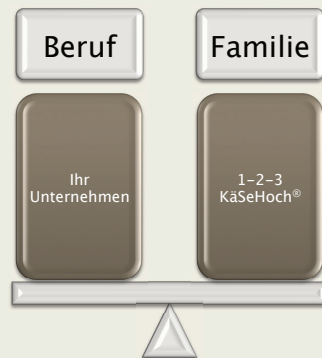 Beruf
Familie
Ihr
Unternehmen
1-2-3
KäSeHoch®